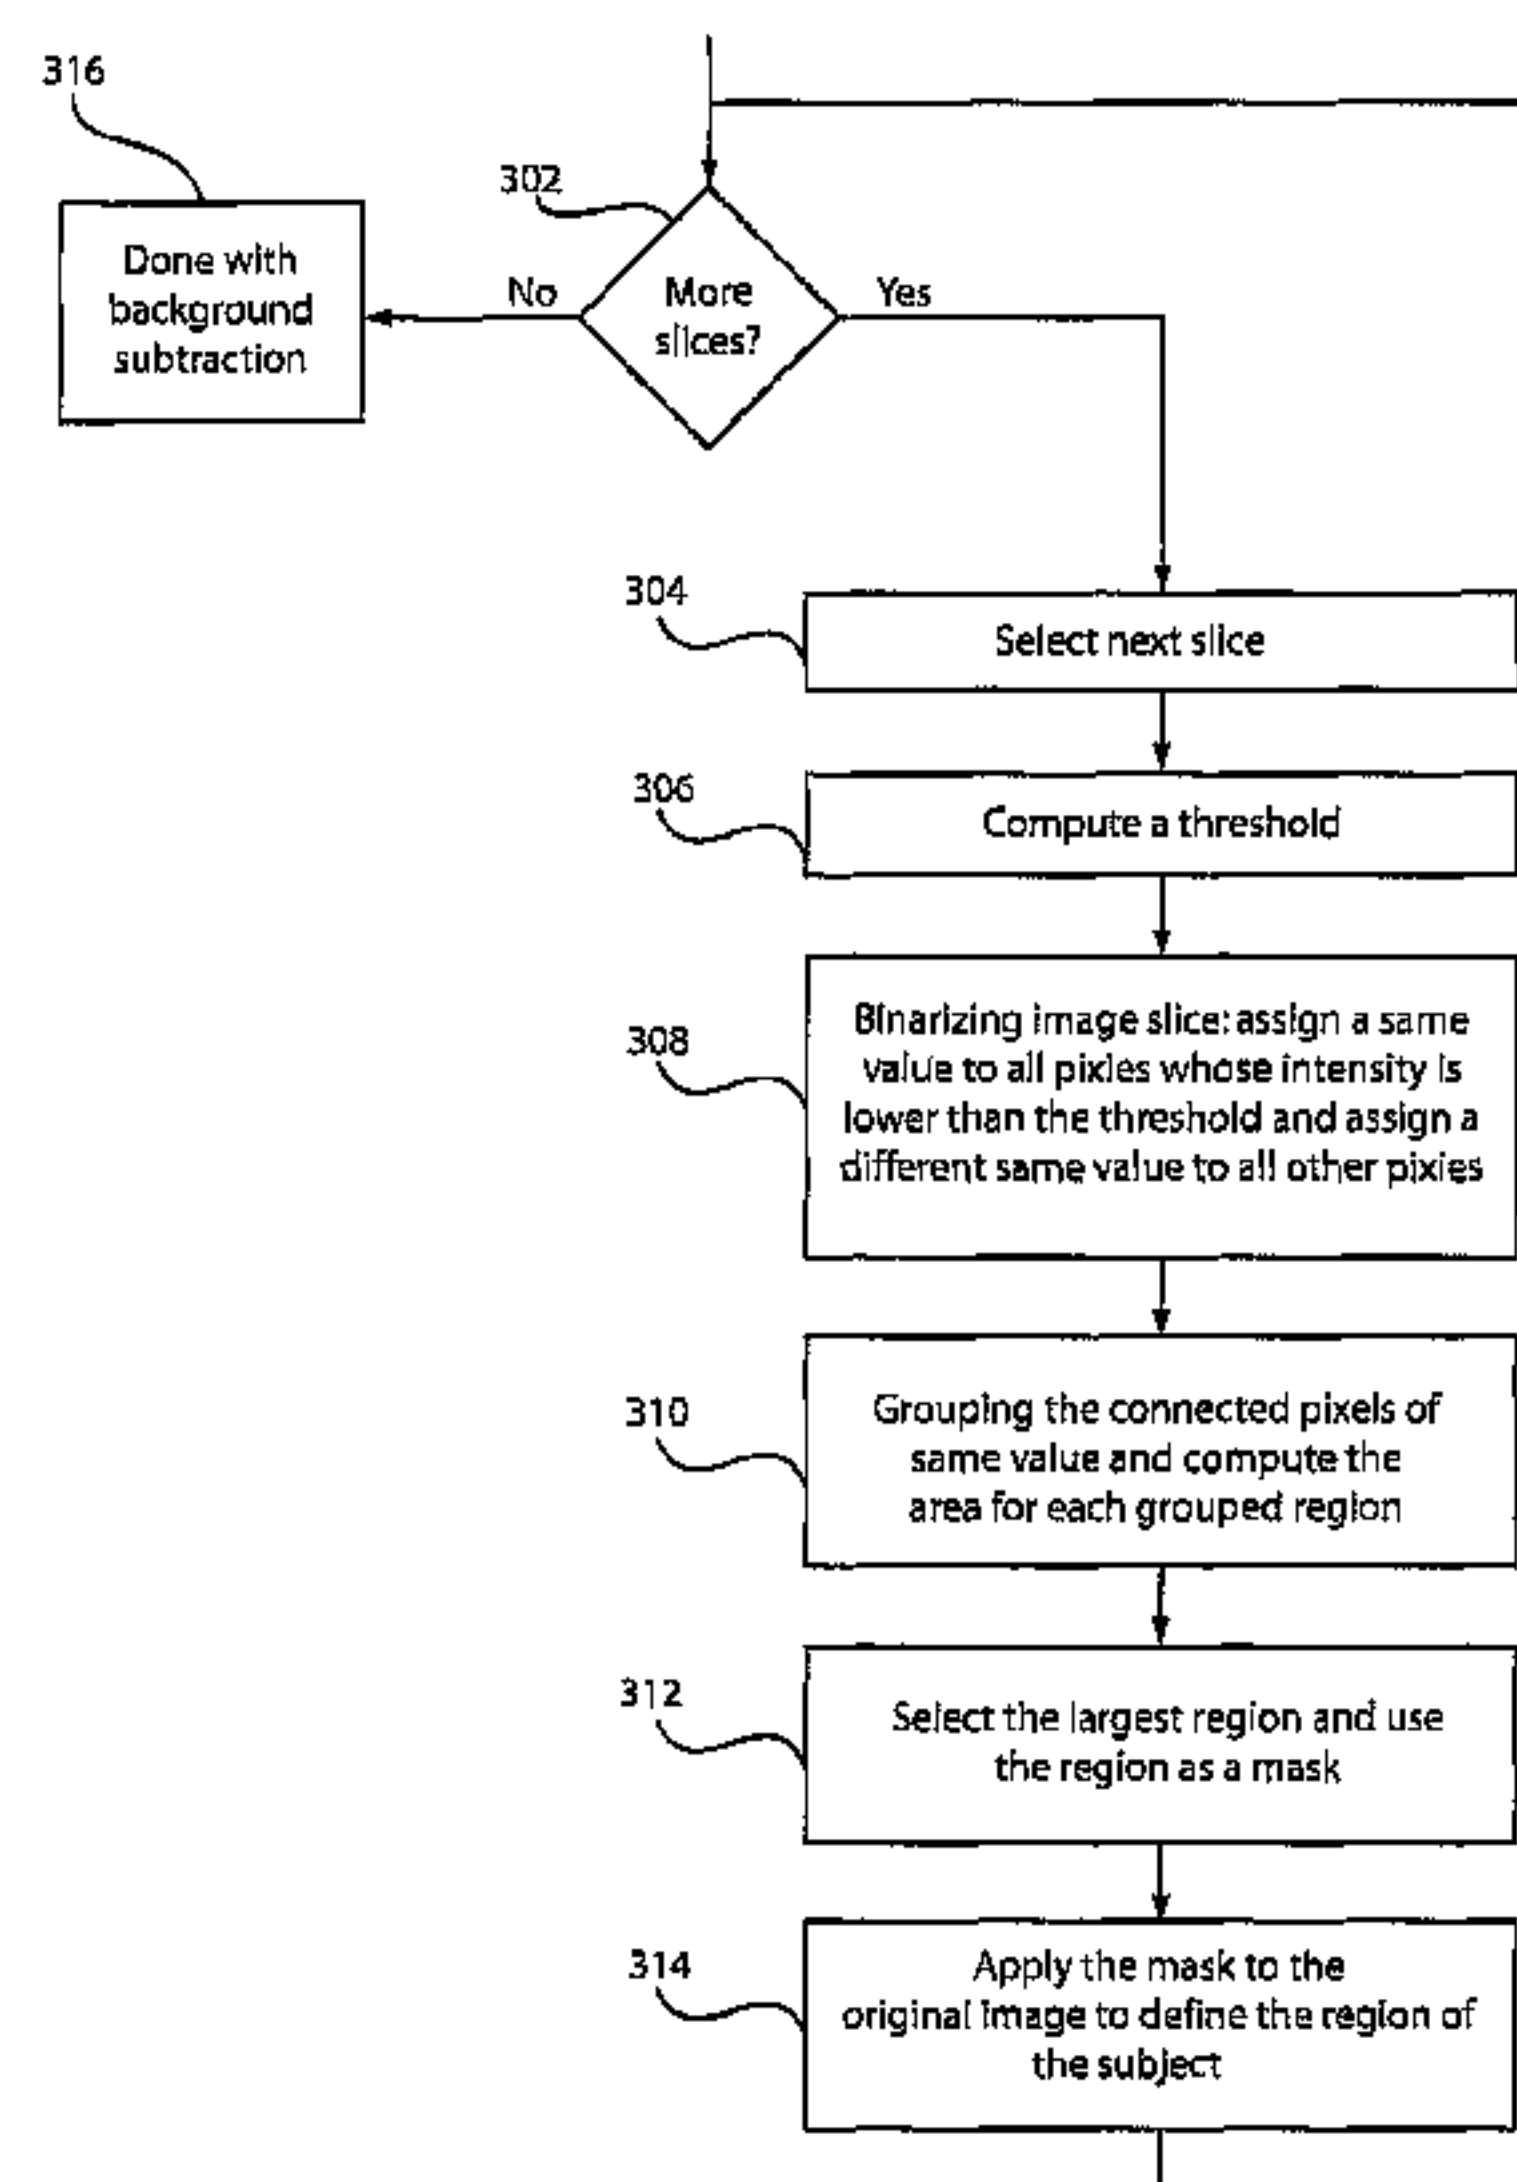 316
302
Done with
background
subtraction
No
More
slices?
Yes
304
Select next slice
306
Compute a threshold
308
Binarizing image slice: assign a same
value to all pixles whose intensity is
lower than the threshold and assign a
different same value to all other pixies
310
Grouping the connected pixels of
same value and compute the
area for each grouped region
312
Select the largest region and use
the region as a mask
314
Apply the mask to the
original image to define the region of
the subject